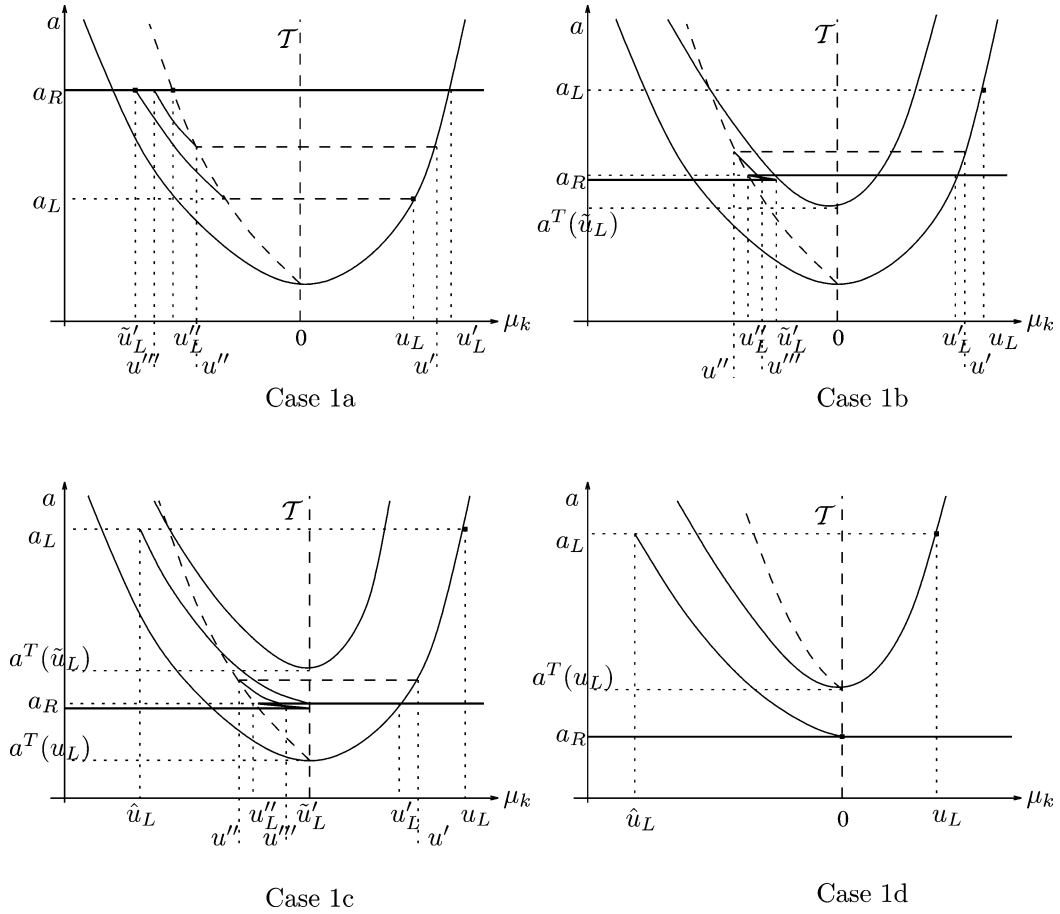 a
𝒯
a_R
a_L
ũ′_L u″_L 0 u_L u′_L μ_k
u‴ u″ u′
Case 1a
a
𝒯
a_L
a_R
a^T(ũ_L)
u″_L ũ′_L 0 u′_L u_L μ_k
u″ u‴ u′
Case 1b
a
𝒯
a_L
a^T(ũ_L)
a_R
a^T(u_L)
û_L u″_L ũ′_L u′_L u_L μ_k
u″ u‴ u′
Case 1c
a
𝒯
a_L
a^T(u_L)
a_R
û_L 0 u_L μ_k
Case 1d